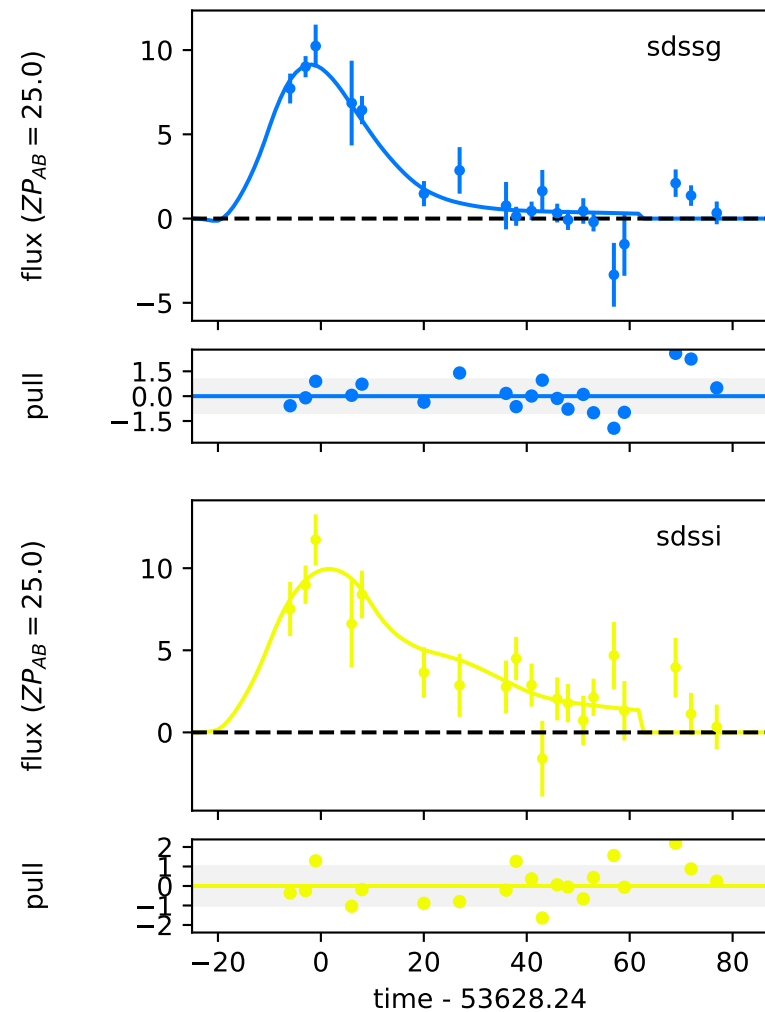 sdssg
flux (ZP_AB = 25.0)
10
5
0
−5
pull
1.5
0.0
−1.5
sdssi
flux (ZP_AB = 25.0)
10
5
0
pull
2
1
0
−1
−2
−20 0 20 40 60 80
time - 53628.24